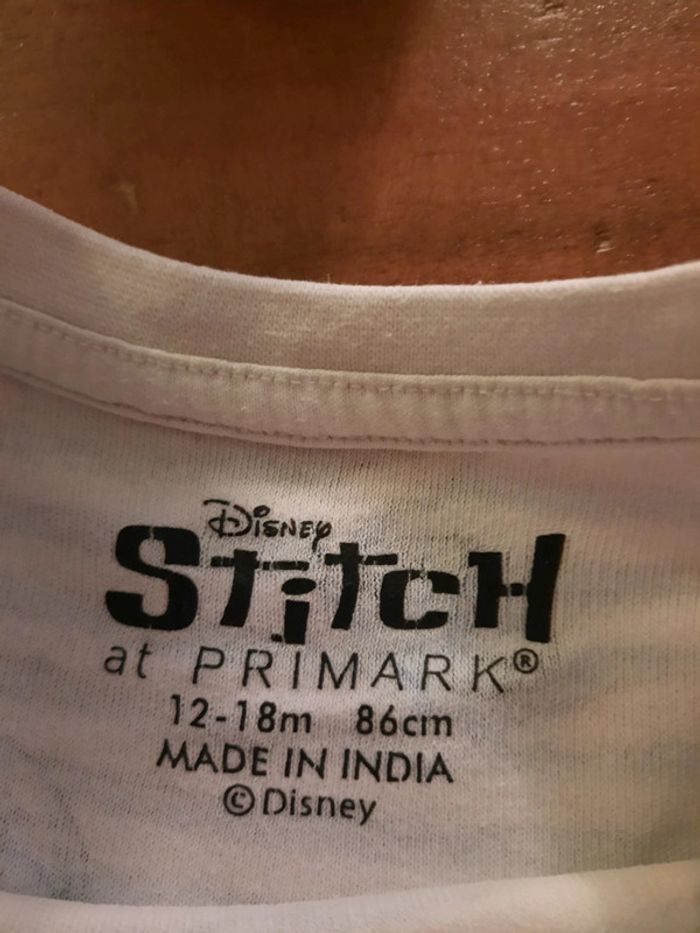 Disney
StitcH
at PRIMARK®
12-18m 86cm
MADE IN INDIA
©Disney